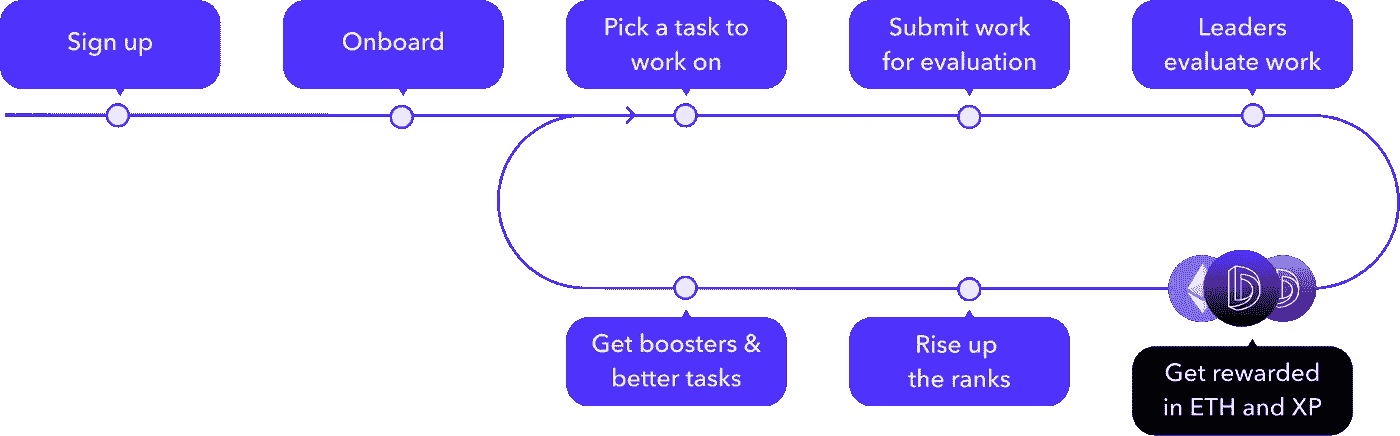 Sign up
Onboard
Pick a task to
work on
Submit work
for evaluation
Leaders
evaluate work
Get boosters &
better tasks
Rise up
the ranks
Get rewarded
in ETH and XP